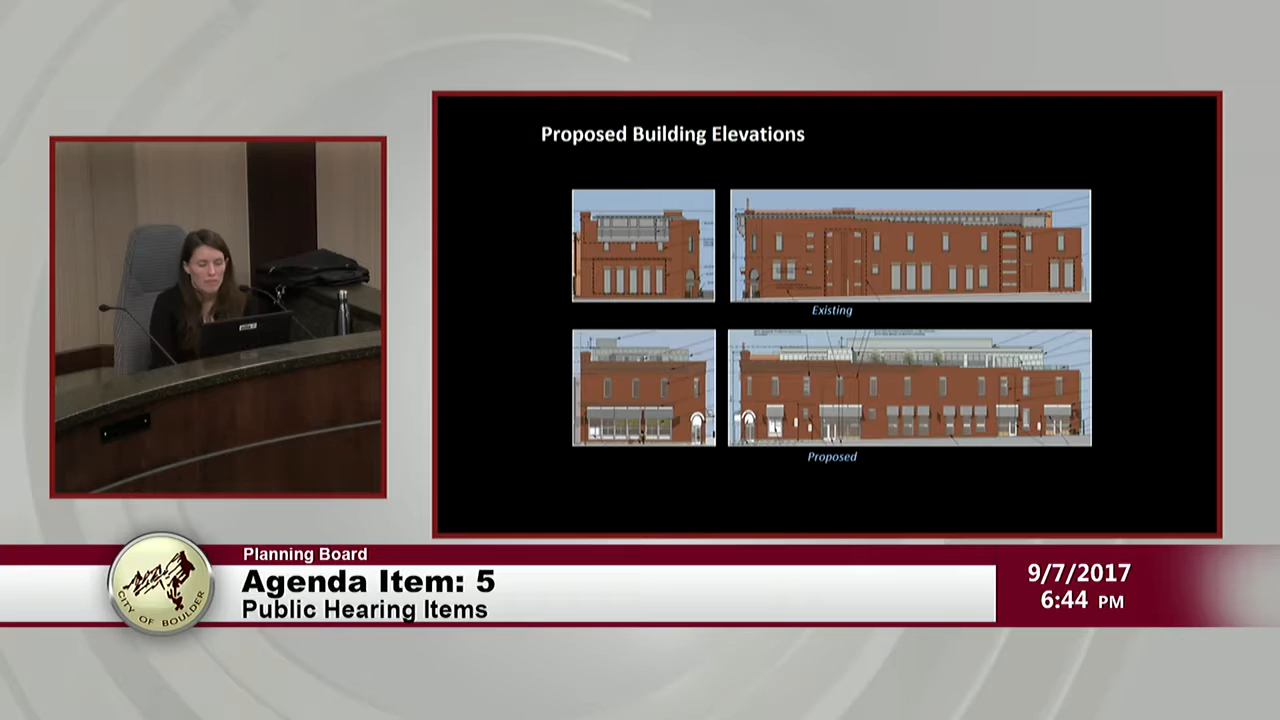 Proposed Building Elevations
Existing
Proposed
Planning Board
Agenda Item: 5
Public Hearing Items
CITY OF BOULDER
9/7/2017
6:44 PM